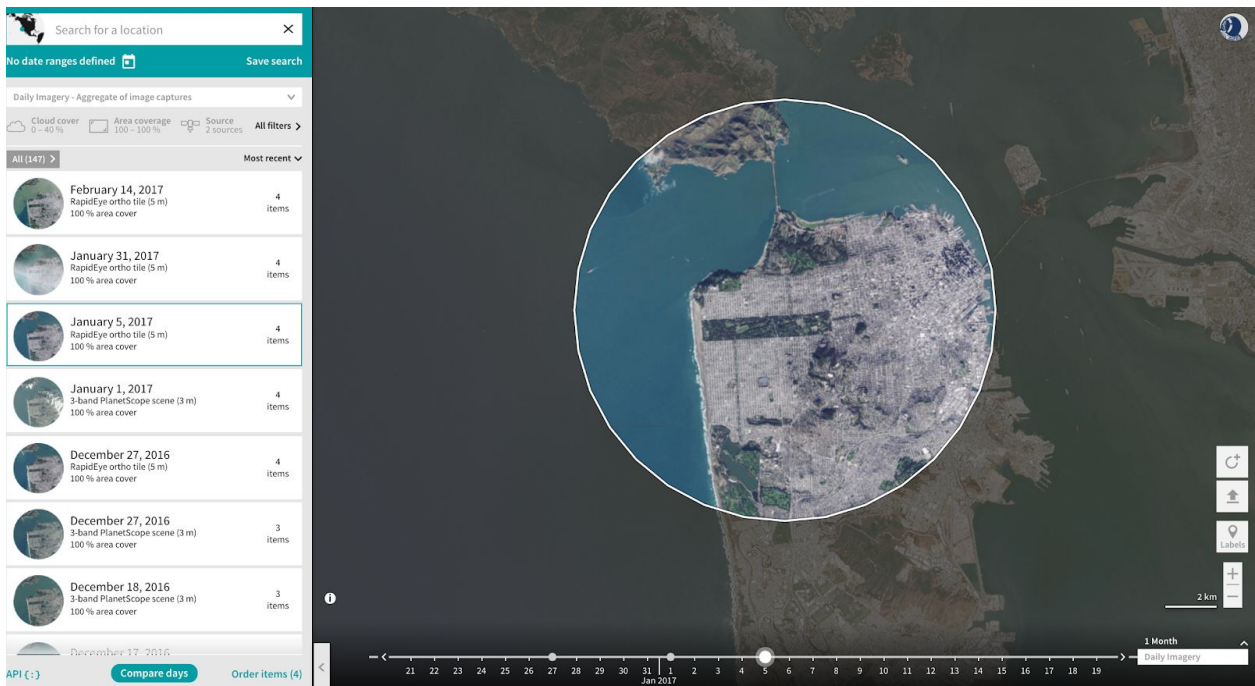 Search for a location
No date ranges defined
Save search
Daily Imagery - Aggregate of image captures
Cloud cover
0 – 40 %
Area coverage
100 – 100 %
Source
2 sources
All filters
All (147)
Most recent
February 14, 2017
RapidEye ortho tile (5 m)
100 % area cover
4
items
January 31, 2017
RapidEye ortho tile (5 m)
100 % area cover
4
items
January 5, 2017
RapidEye ortho tile (5 m)
100 % area cover
4
items
January 1, 2017
3-band PlanetScope scene (3 m)
100 % area cover
4
items
December 27, 2016
RapidEye ortho tile (5 m)
100 % area cover
4
items
December 27, 2016
3-band PlanetScope scene (3 m)
100 % area cover
3
items
December 18, 2016
3-band PlanetScope scene (3 m)
100 % area cover
3
items
December 17, 2016
API {:}
Compare days
Order items (4)
Labels
2 km
1 Month
Daily Imagery
21 22 23 24 25 26 27 28 29 30 31 1 2 3 4 5 6 7 8 9 10 11 12 13 14 15 16 17 18 19
Jan 2017